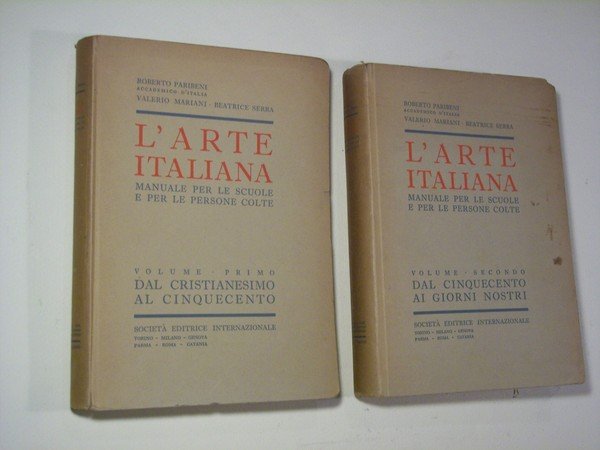 ROBERTO PARIBENI
ACCADEMICO D'ITALIA
VALERIO MARIANI · BEATRICE SERRA
L'ARTE
ITALIANA
MANUALE PER LE SCUOLE
E PER LE PERSONE COLTE
VOLUME · PRIMO
DAL CRISTIANESIMO
AL CINQUECENTO
SOCIETÀ EDITRICE INTERNAZIONALE
TORINO - MILANO - GENOVA
PARMA - ROMA - CATANIA
ROBERTO PARIBENI
ACCADEMICO D'ITALIA
VALERIO MARIANI · BEATRICE SERRA
L'ARTE
ITALIANA
MANUALE PER LE SCUOLE
E PER LE PERSONE COLTE
VOLUME · SECONDO
DAL CINQUECENTO
AI GIORNI NOSTRI
SOCIETÀ EDITRICE INTERNAZIONALE
TORINO - MILANO - GENOVA
PARMA - ROMA - CATANIA